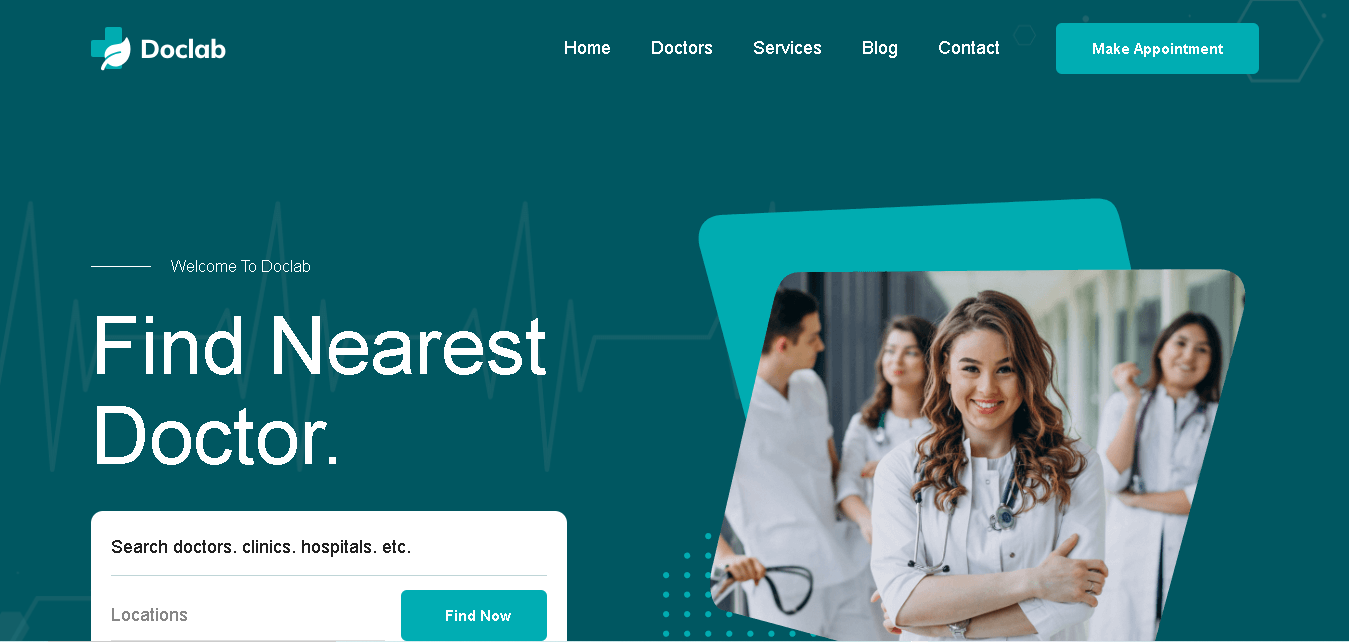 Doclab
Home Doctors Services Blog Contact Make Appointment
Welcome To Doclab
Find Nearest
Doctor.
Search doctors. clinics. hospitals. etc.
Locations Find Now